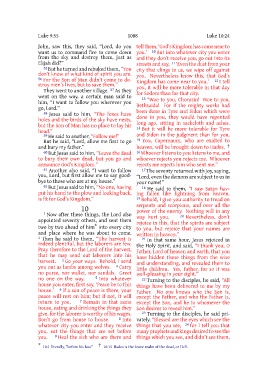 Luke 9:55
1088
Luke 10:24
John, saw this, they said, "Lord, do you
want us to command fire to come down
from the sky and destroy them, just as
Elijah did?"
55 But he turned and rebuked them, "You
don't know of what kind of spirit you are.
56 For the Son of Man didn't come to de-
stroy men's lives, but to save them."
They went to another village. 57 As they
went on the way, a certain man said to
him, "I want to follow you wherever you
go, Lord."
58 Jesus said to him, "The foxes have
holes and the birds of the sky have nests,
but the Son of Man has no place to lay his
head."
59 He said to another, "Follow me!"
But he said, "Lord, allow me first to go
and bury my father."
60 But Jesus said to him, "Leave the dead
to bury their own dead, but you go and
announce God's Kingdom."
61 Another also said, "I want to follow
you, Lord, but first allow me to say good-
bye to those who are at my house."
62 But Jesus said to him, "No one, having
put his hand to the plow and looking back,
is fit for God's Kingdom."
10
1 Now after these things, the Lord also
appointed seventy others, and sent them
two by two ahead of him into every city
and place where he was about to come.
2 Then he said to them, "The harvest is
indeed plentiful, but the laborers are few.
Pray therefore to the Lord of the harvest,
that he may send out laborers into his
harvest. 3 Go your ways. Behold, I send
you out as lambs among wolves. 4 Carry
no purse, nor wallet, nor sandals. Greet
no one on the way. 5 Into whatever
house you enter, first say, 'Peace be to this
house.' 6 If a son of peace is there, your
peace will rest on him; but if not, it will
return to you. 7 Remain in that same
house, eating and drinking the things they
give, for the laborer is worthy of his wages.
Don't go from house to house. 8 Into
whatever city you enter and they receive
you, eat the things that are set before
you. 9 Heal the sick who are there and
tell them, 'God's Kingdom has come near to
you.' 10 But into whatever city you enter
and they don't receive you, go out into its
streets and say, 11 'Even the dust from your
city that clings to us, we wipe off against
you. Nevertheless know this, that God's
Kingdom has come near to you.' 12 I tell
you, it will be more tolerable in that day
for Sodom than for that city.
13 "Woe to you, Chorazin! Woe to you,
Bethsaida! For if the mighty works had
been done in Tyre and Sidon which were
done in you, they would have repented
long ago, sitting in sackcloth and ashes.
14 But it will be more tolerable for Tyre
and Sidon in the judgment than for you.
15 You, Capernaum, who are exalted to
heaven, will be brought down to Hades.
16 Whoever listens to you listens to me, and
whoever rejects you rejects me. Whoever
rejects me rejects him who sent me."
17 The seventy returned with joy, saying,
"Lord, even the demons are subject to us in
your name!"
18 He said to them, "I saw Satan hav-
ing fallen like lightning from heaven.
19 Behold, I give you authority to tread on
serpents and scorpions, and over all the
power of the enemy. Nothing will in any
way hurt you. 20 Nevertheless, don't
rejoice in this, that the spirits are subject
to you, but rejoice that your names are
written in heaven."
21 In that same hour, Jesus rejoiced in
the Holy Spirit, and said, "I thank you, O
Father, Lord of heaven and earth, that you
have hidden these things from the wise
and understanding, and revealed them to
little children. Yes, Father, for so it was
well-pleasing in your sight."
22 Turning to the disciples, he said, "All
things have been delivered to me by my
Father. No one knows who the Son is,
except the Father, and who the Father is,
except the Son, and he to whomever the
Son desires to reveal him."
23 Turning to the disciples, he said pri-
vately, "Blessed are the eyes which see the
things that you see, 24 for I tell you that
many prophets and kings desired to see the
things which you see, and didn't see them,